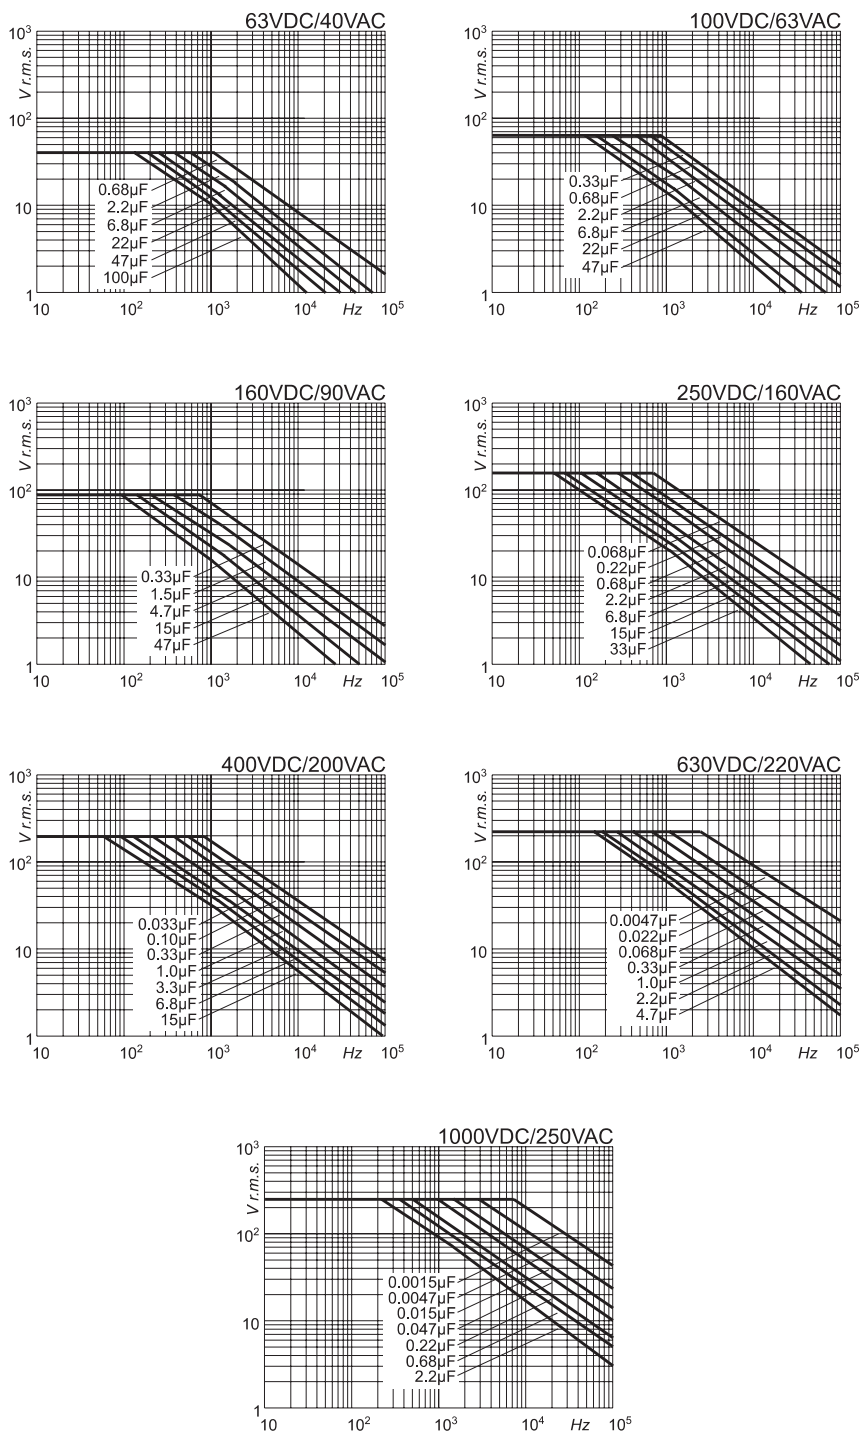 63VDC/40VAC
10³
V r.m.s.
10²
0.68µF
2.2µF
6.8µF
22µF
47µF
100µF
10
1
10 10² 10³ 10⁴ Hz 10⁵
100VDC/63VAC
10³
V r.m.s.
10²
0.33µF
0.68µF
2.2µF
6.8µF
22µF
47µF
10
1
10 10² 10³ 10⁴ Hz 10⁵
160VDC/90VAC
10³
V r.m.s.
10²
0.33µF
1.5µF
4.7µF
15µF
47µF
10
1
10 10² 10³ 10⁴ Hz 10⁵
250VDC/160VAC
10³
V r.m.s.
10²
0.068µF
0.22µF
0.68µF
2.2µF
6.8µF
15µF
33µF
10
1
10 10² 10³ 10⁴ Hz 10⁵
400VDC/200VAC
10³
V r.m.s.
10²
0.033µF
0.10µF
0.33µF
1.0µF
3.3µF
6.8µF
15µF
10
1
10 10² 10³ 10⁴ Hz 10⁵
630VDC/220VAC
10³
V r.m.s.
10²
0.0047µF
0.022µF
0.068µF
0.33µF
1.0µF
2.2µF
4.7µF
10
1
10 10² 10³ 10⁴ Hz 10⁵
1000VDC/250VAC
10³
V r.m.s.
10²
0.0015µF
0.0047µF
0.015µF
0.047µF
0.22µF
0.68µF
2.2µF
10
1
10 10² 10³ 10⁴ Hz 10⁵